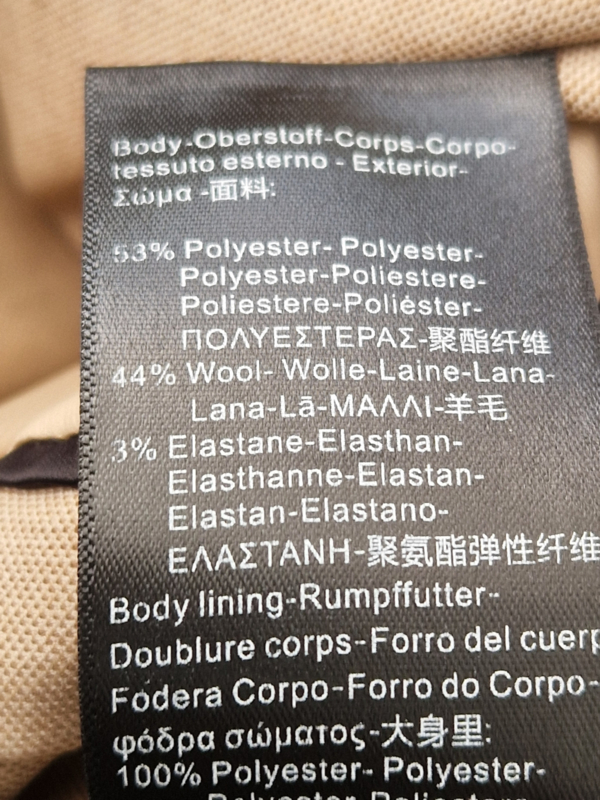 Body-Oberstoff-Corps-Corpo-
tessuto esterno - Exterior-
Σώμα -面料:
53% Polyester- Polyester-
Polyester-Poliestere-
Poliestere-Poliéster-
ΠΟΛΥΕΣΤΕΡΑΣ-聚酯纤维
44% Wool- Wolle-Laine-Lana-
Lana-Lã-ΜΑΛΛΙ-羊毛
3% Elastane-Elasthan-
Elasthanne-Elastan-
Elastan-Elastano-
ΕΛΑΣΤΑΝΗ-聚氨酯弹性纤维
Body lining-Rumpffutter-
Doublure corps-Forro del cuerp
Fodera Corpo-Forro do Corpo-
φόδρα σώματος-大身里:
100% Polyester- Polyester-
Polyester-Poliestere-